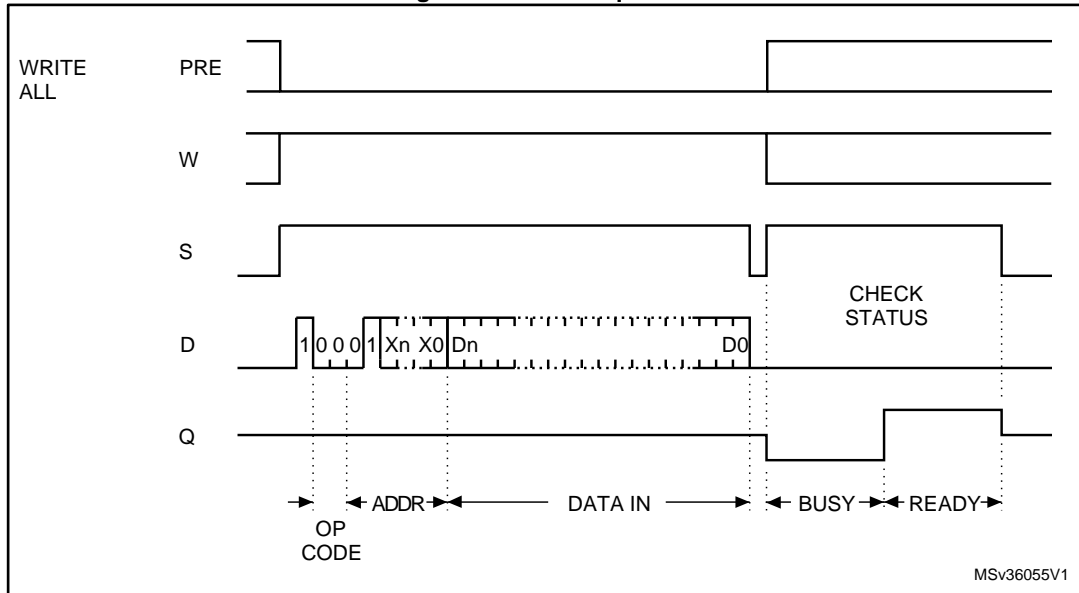 WRITE
ALL
PRE
W
S
CHECK
STATUS
D
1 0 0 0 1 Xn X0 Dn D0
Q
ADDR DATA IN BUSY READY
OP
CODE
MSv36055V1